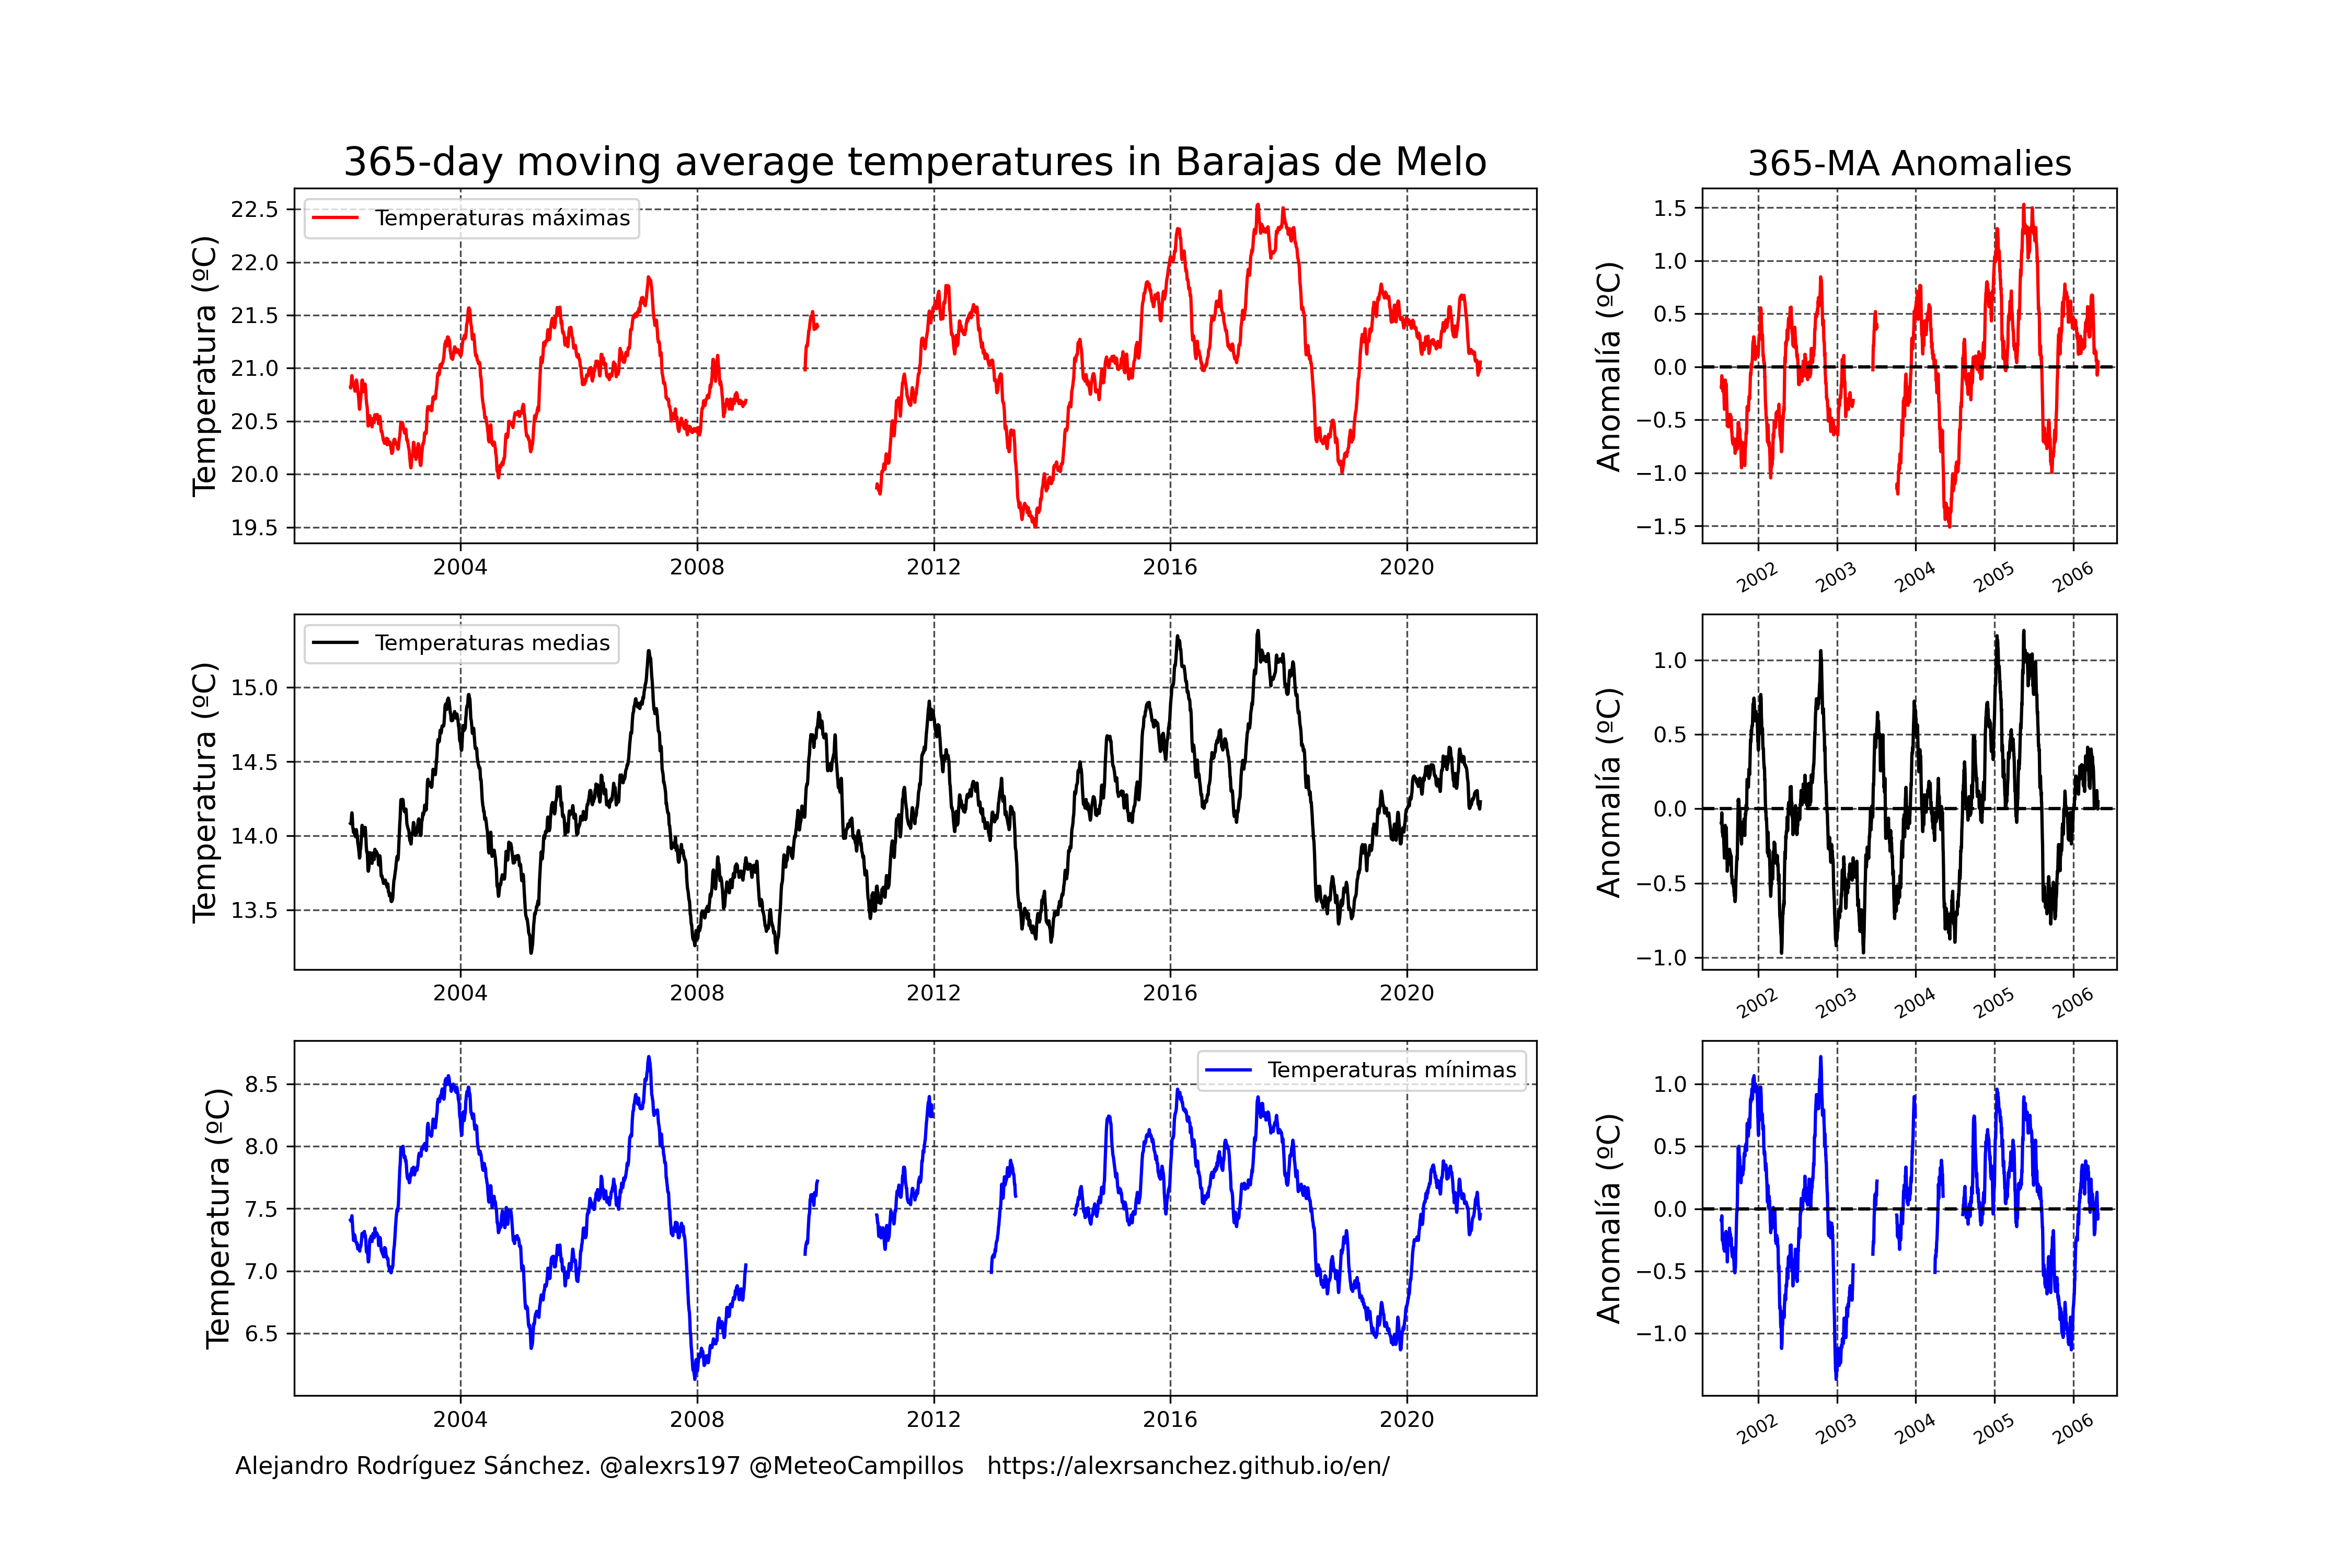 365-day moving average temperatures in Barajas de Melo
365-MA Anomalies
Temperatura (ºC)
22.5
22.0
21.5
21.0
20.5
20.0
19.5
Temperaturas máximas
2004 2008 2012 2016 2020
Anomalía (ºC)
1.5
1.0
0.5
0.0
−0.5
−1.0
−1.5
2002 2003 2004 2005 2006
Temperatura (ºC)
15.0
14.5
14.0
13.5
Temperaturas medias
2004 2008 2012 2016 2020
Anomalía (ºC)
1.0
0.5
0.0
−0.5
−1.0
2002 2003 2004 2005 2006
Temperatura (ºC)
8.5
8.0
7.5
7.0
6.5
Temperaturas mínimas
2004 2008 2012 2016 2020
Anomalía (ºC)
1.0
0.5
0.0
−0.5
−1.0
2002 2003 2004 2005 2006
Alejandro Rodríguez Sánchez. @alexrs197 @MeteoCampillos https://alexrsanchez.github.io/en/